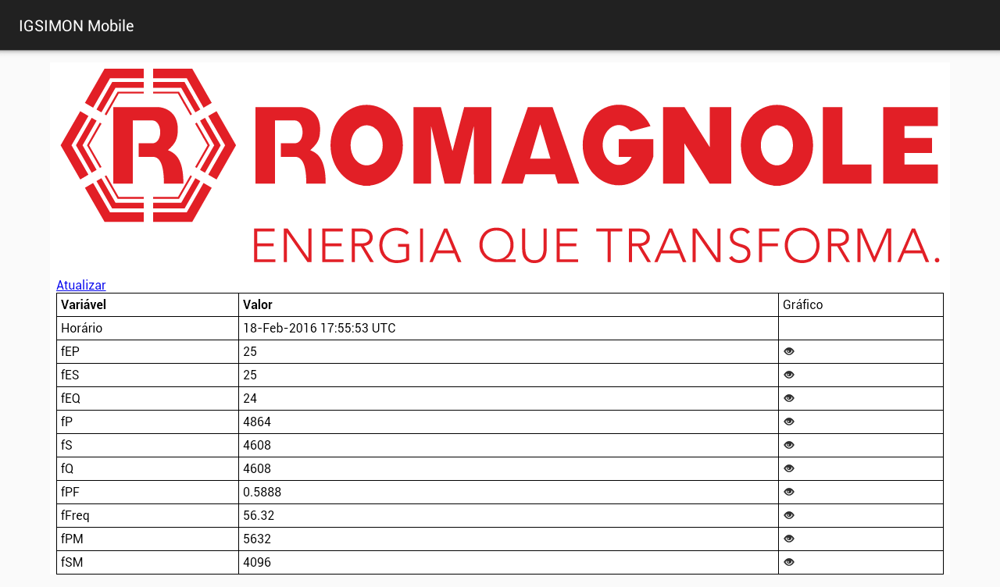 IGSIMON Mobile
R ROMAGNOLE
ENERGIA QUE TRANSFORMA.
Atualizar
Variável Valor Gráfico
Horário 18-Feb-2016 17:55:53 UTC
fEP 25
fES 25
fEQ 24
fP 4864
fS 4608
fQ 4608
fPF 0.5888
fFreq 56.32
fPM 5632
fSM 4096